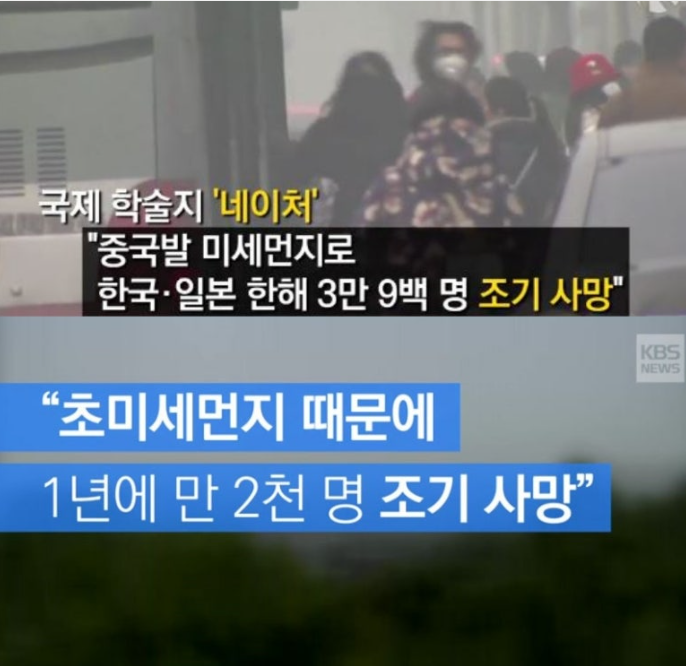 국제 학술지 '네이처'
"중국발 미세먼지로
한국·일본 한해 3만 9백 명 조기 사망"
KBS
NEWS
“초미세먼지 때문에
1년에 만 2천 명 조기 사망”